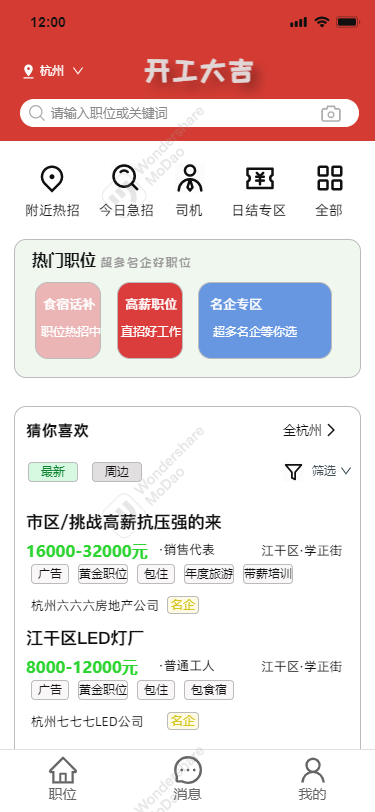 12:00
杭州
开工大吉
请输入职位或关键词
附近热招 今日急招 司机 日结专区 全部
热门职位 超多名企好职位
食宿话补 高薪职位 名企专区
职位热招中 直招好工作 超多名企等你选
猜你喜欢 全杭州
最新 周边 筛选
市区/挑战高薪抗压强的来
16000-32000元 ·销售代表 江干区·学正街
广告 黄金职位 包住 年度旅游 带薪培训
杭州六六六房地产公司 名企
江干区LED灯厂
8000-12000元 ·普通工人 江干区·学正街
广告 黄金职位 包住 包食宿
杭州七七七LED公司 名企
职位 消息 我的
Wondershare
MoDao
Wondershare
MoDao
Wondershare
MoDao